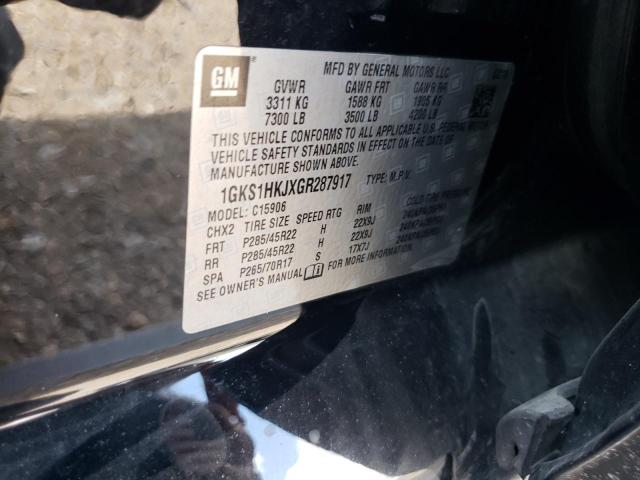 GM
MFD BY GENERAL MOTORS LLC
GVWR GAWR FRT GAWR RR
3311 KG 1588 KG 1905 KG
7300 LB 3500 LB 4200 LB
THIS VEHICLE CONFORMS TO ALL APPLICABLE U.S. FEDERAL MOTOR
VEHICLE SAFETY STANDARDS IN EFFECT ON THE DATE OF
MANUFACTURE SHOWN ABOVE.
1GKS1HKJXGR287917 TYPE: M.P.V.
MODEL: C15906
CHX2 TIRE SIZE SPEED RTG RIM
FRT P285/45R22 H 22X9J
RR P285/45R22 H 22X9J
SPA P265/70R17 S 17X7J
SEE OWNER'S MANUAL